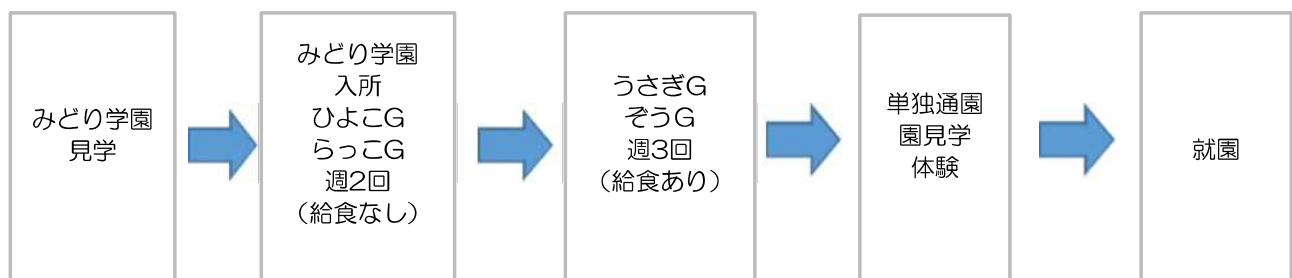 みどり学園
見学
みどり学園
入所
ひよこG
らっこG
週2回
（給食なし）
うさぎG
ぞうG
週3回
（給食あり）
単独通園
園見学
体験
就園